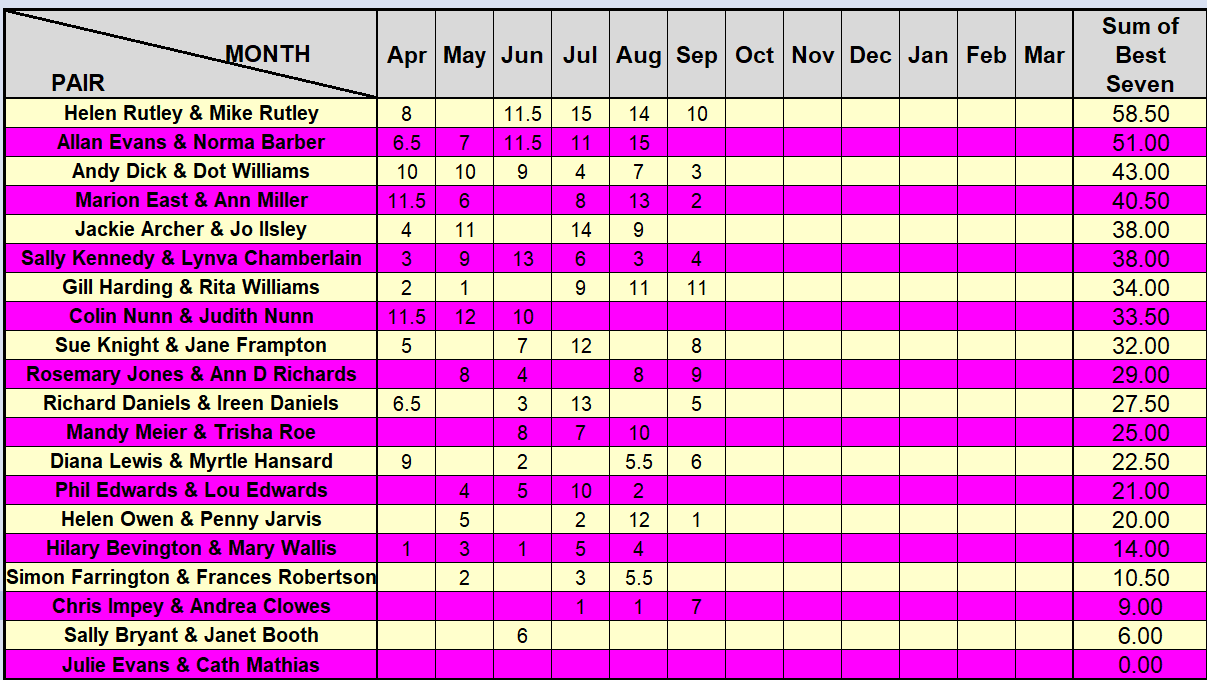 MONTH
PAIR
Apr May Jun Jul Aug Sep Oct Nov Dec Jan Feb Mar Sum of Best Seven
Helen Rutley & Mike Rutley 8 11.5 15 14 10 58.50
Allan Evans & Norma Barber 6.5 7 11.5 11 15 51.00
Andy Dick & Dot Williams 10 10 9 4 7 3 43.00
Marion East & Ann Miller 11.5 6 8 13 2 40.50
Jackie Archer & Jo Ilsley 4 11 14 9 38.00
Sally Kennedy & Lynva Chamberlain 3 9 13 6 3 4 38.00
Gill Harding & Rita Williams 2 1 9 11 11 34.00
Colin Nunn & Judith Nunn 11.5 12 10 33.50
Sue Knight & Jane Frampton 5 7 12 8 32.00
Rosemary Jones & Ann D Richards 8 4 8 9 29.00
Richard Daniels & Ireen Daniels 6.5 3 13 5 27.50
Mandy Meier & Trisha Roe 8 7 10 25.00
Diana Lewis & Myrtle Hansard 9 2 5.5 6 22.50
Phil Edwards & Lou Edwards 4 5 10 2 21.00
Helen Owen & Penny Jarvis 5 2 12 1 20.00
Hilary Bevington & Mary Wallis 1 3 1 5 4 14.00
Simon Farrington & Frances Robertson 2 3 5.5 10.50
Chris Impey & Andrea Clowes 1 1 7 9.00
Sally Bryant & Janet Booth 6 6.00
Julie Evans & Cath Mathias 0.00